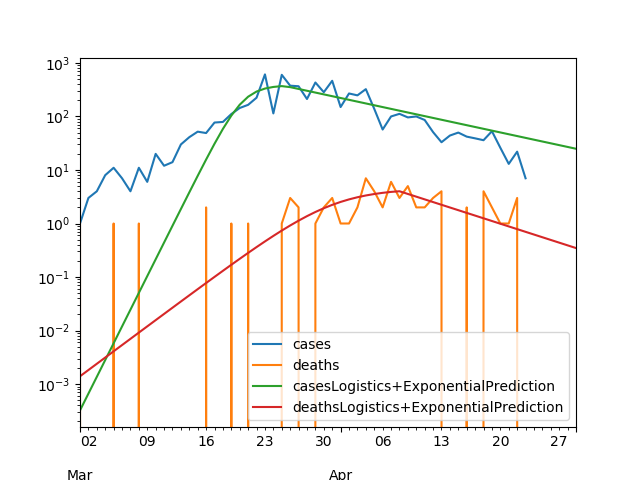 10³
10²
10¹
10⁰
10⁻¹
10⁻²
10⁻³
cases
deaths
casesLogistics+ExponentialPrediction
deathsLogistics+ExponentialPrediction
02 09 16 23 30 06 13 20 27
Mar Apr